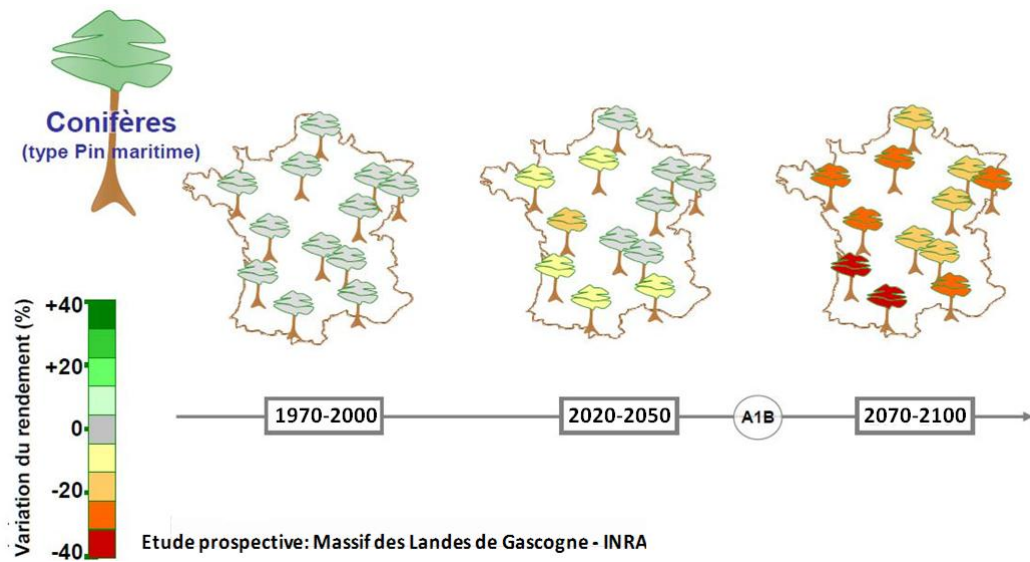 Conifères
(type Pin maritime)
Variation du rendement (%)
+40
+20
0
-20
-40
1970-2000
2020-2050
A1B
2070-2100
Etude prospective: Massif des Landes de Gascogne - INRA